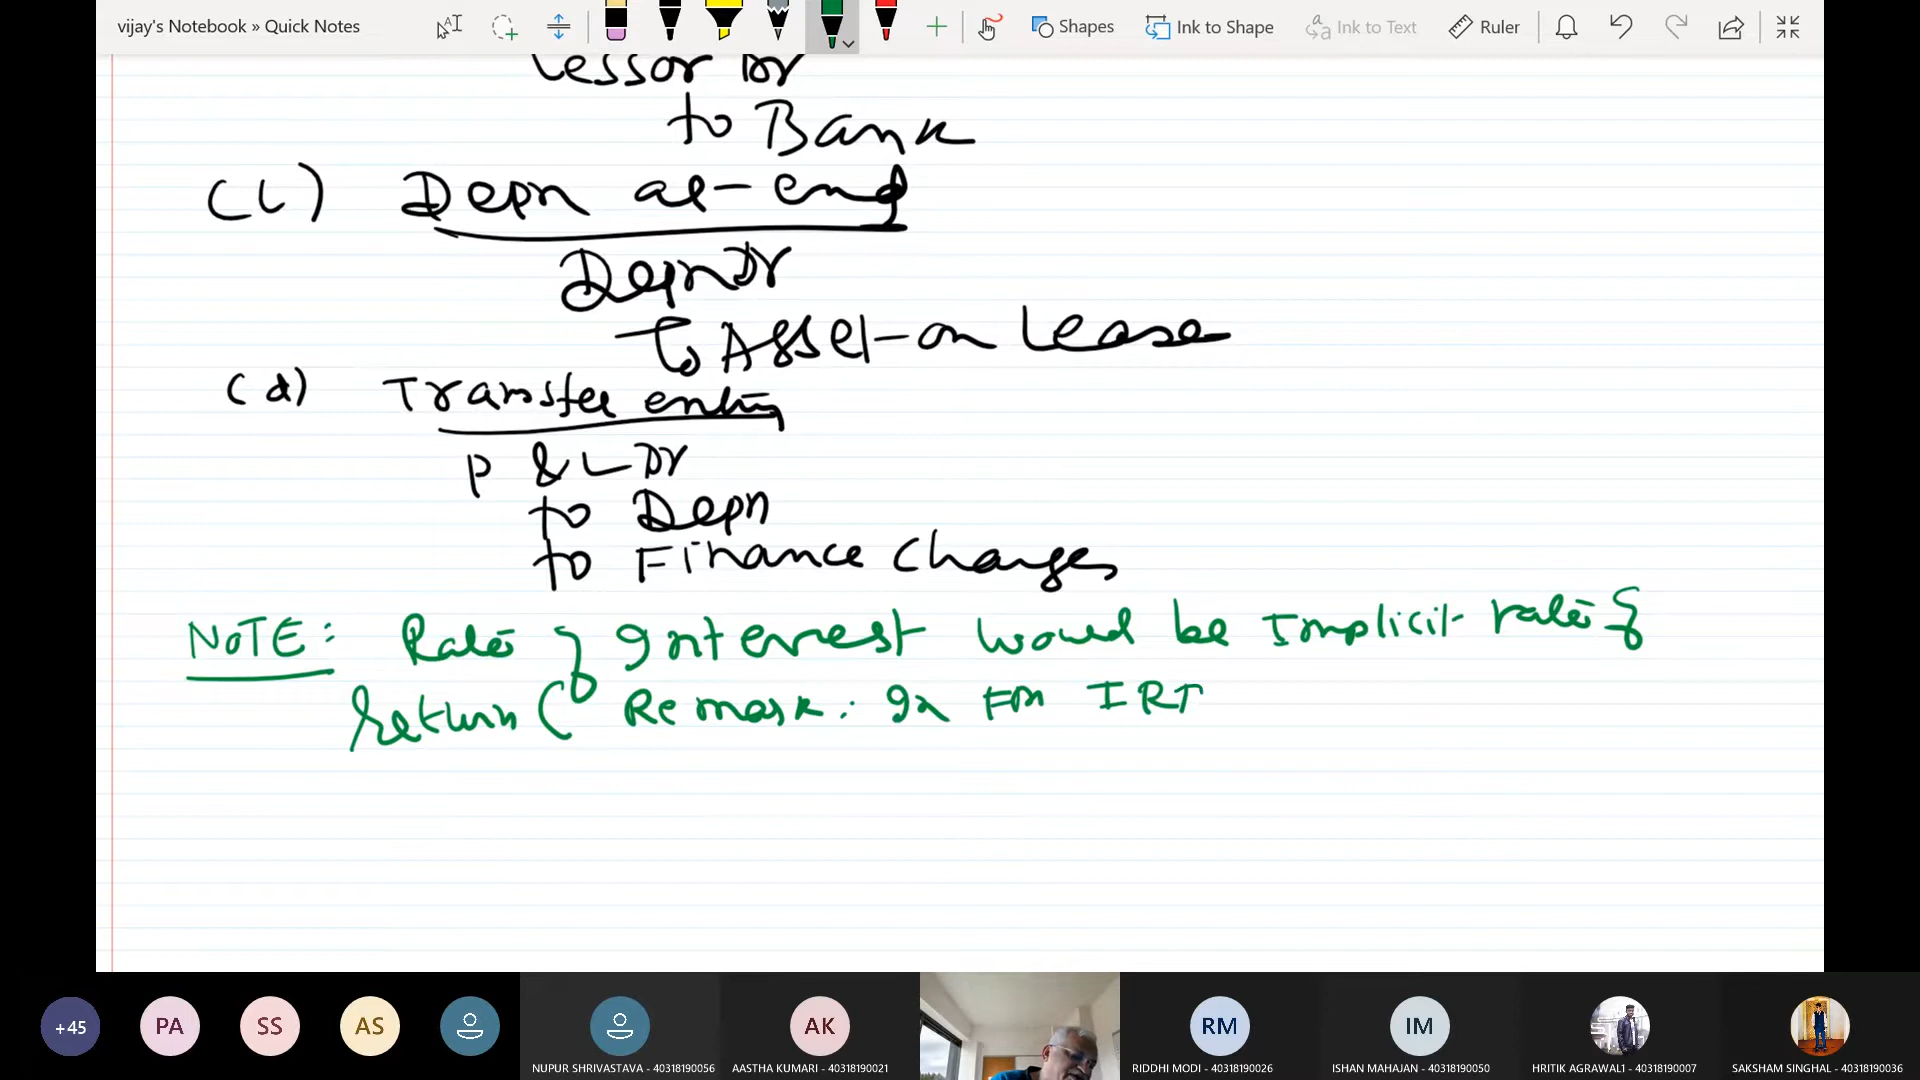 vijay's Notebook » Quick Notes
Shapes
Ink to Shape
Ink to Text
Ruler
Lessor Dr
to Bank
(c) Depn at end
Depn Dr
to Asset on Lease
(d) Transfer entry
P & L Dr
to Depn
to Finance Charges
NOTE: Rate of Interest would be Implicit rate of
return ( Remark: In
+45
PA
SS
AS
AK
RM
IM
NUPUR SHRIVASTAVA - 40318190056
AASTHA KUMARI - 40318190021
RIDDHI MODI - 40318190026
ISHAN MAHAJAN - 40318190050
HRITIK AGRAWAL1 - 40318190007
SAKSHAM SINGHAL - 40318190036